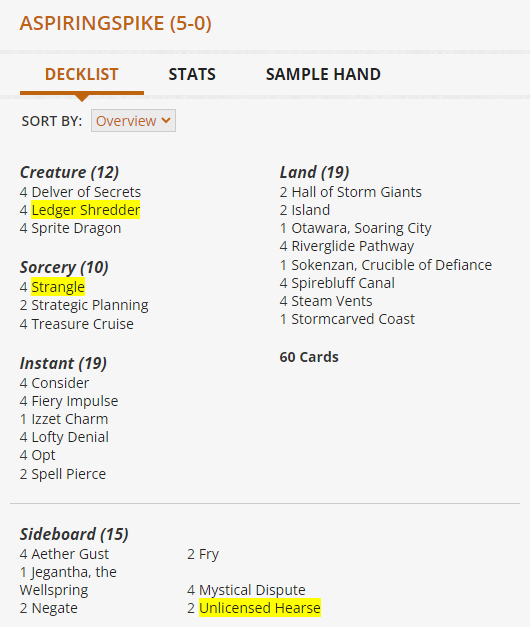 ASPIRINGSPIKE (5-0)
DECKLIST
STATS
SAMPLE HAND
SORT BY:
Overview
Creature (12)
4 Delver of Secrets
4 Ledger Shredder
4 Sprite Dragon
Sorcery (10)
4 Strangle
2 Strategic Planning
4 Treasure Cruise
Instant (19)
4 Consider
4 Fiery Impulse
1 Izzet Charm
4 Lofty Denial
4 Opt
2 Spell Pierce
Land (19)
2 Hall of Storm Giants
2 Island
1 Otawara, Soaring City
4 Riverglide Pathway
1 Sokenzan, Crucible of Defiance
4 Spirebluff Canal
4 Steam Vents
1 Stormcarved Coast
60 Cards
Sideboard (15)
4 Aether Gust
1 Jegantha, the
Wellspring
2 Negate
2 Fry
4 Mystical Dispute
2 Unlicensed Hearse